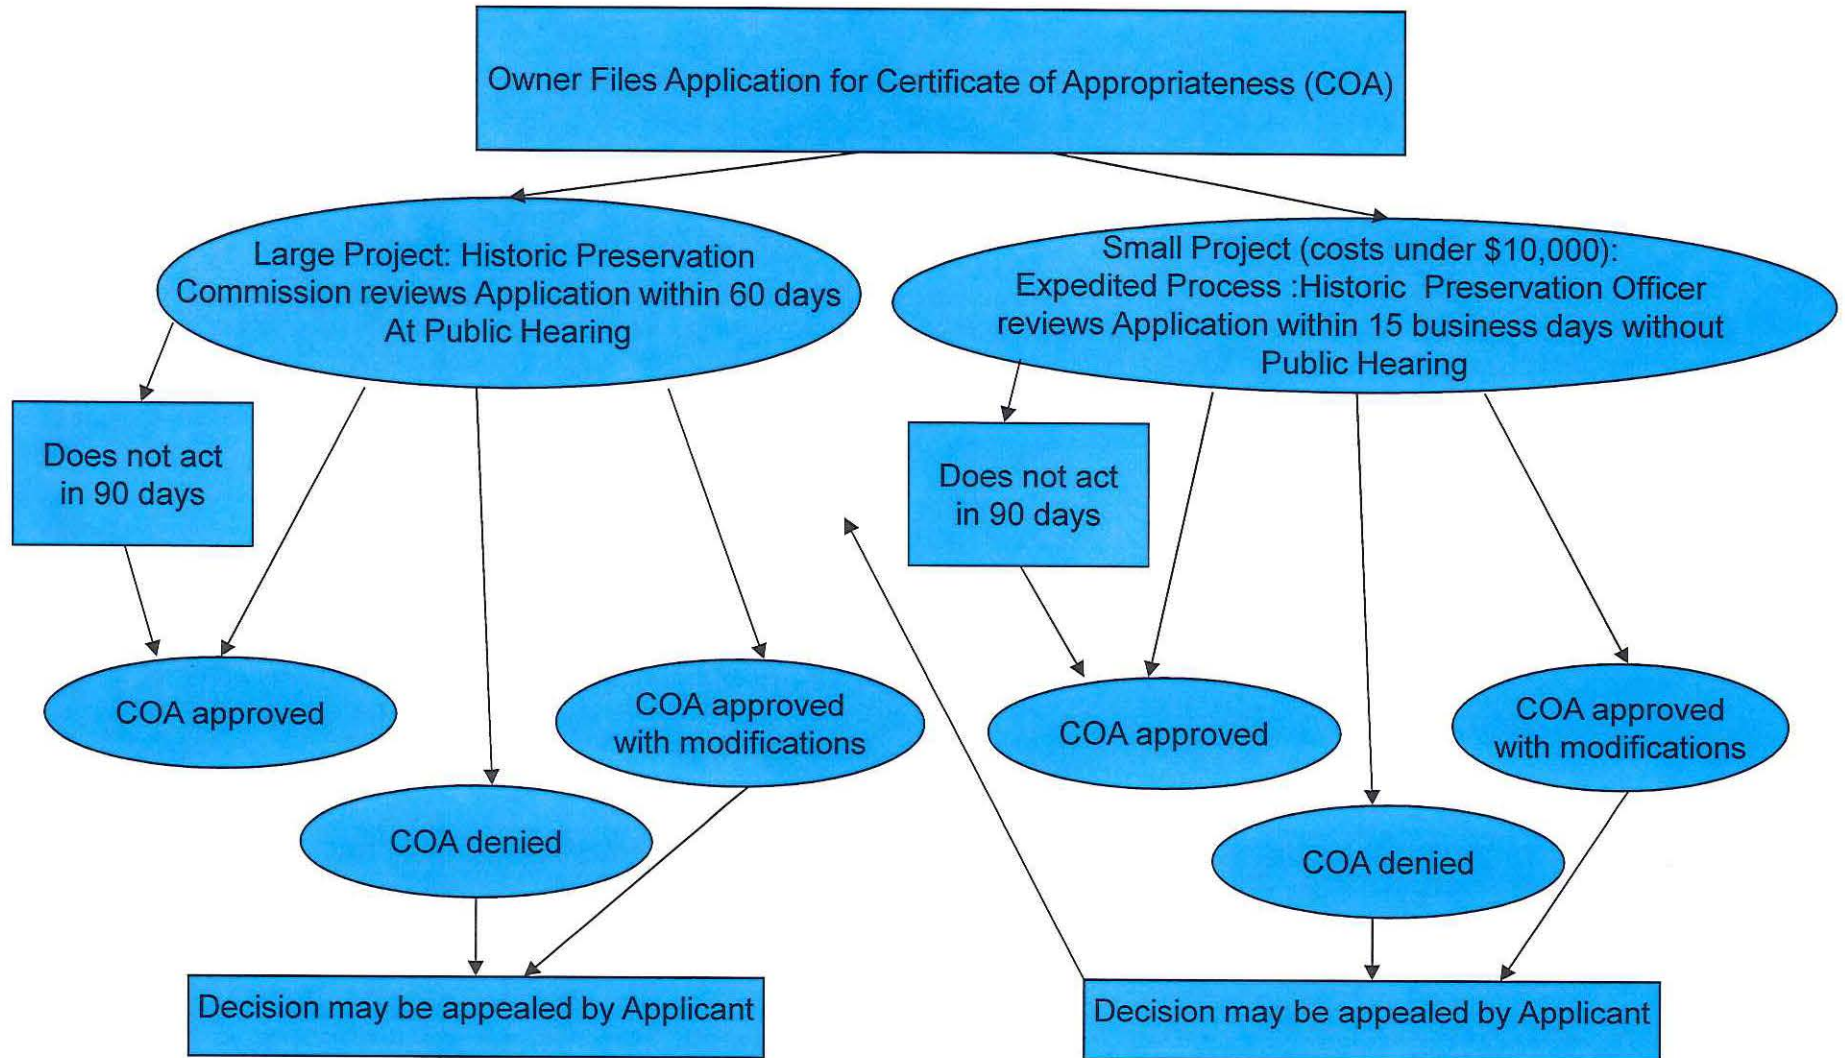 Owner Files Application for Certificate of Appropriateness (COA)
Large Project: Historic Preservation
Commission reviews Application within 60 days
At Public Hearing
Small Project (costs under $10,000):
Expedited Process :Historic Preservation Officer
reviews Application within 15 business days without
Public Hearing
Does not act
in 90 days
Does not act
in 90 days
COA approved
COA approved
with modifications
COA denied
COA approved
COA approved
with modifications
COA denied
Decision may be appealed by Applicant
Decision may be appealed by Applicant